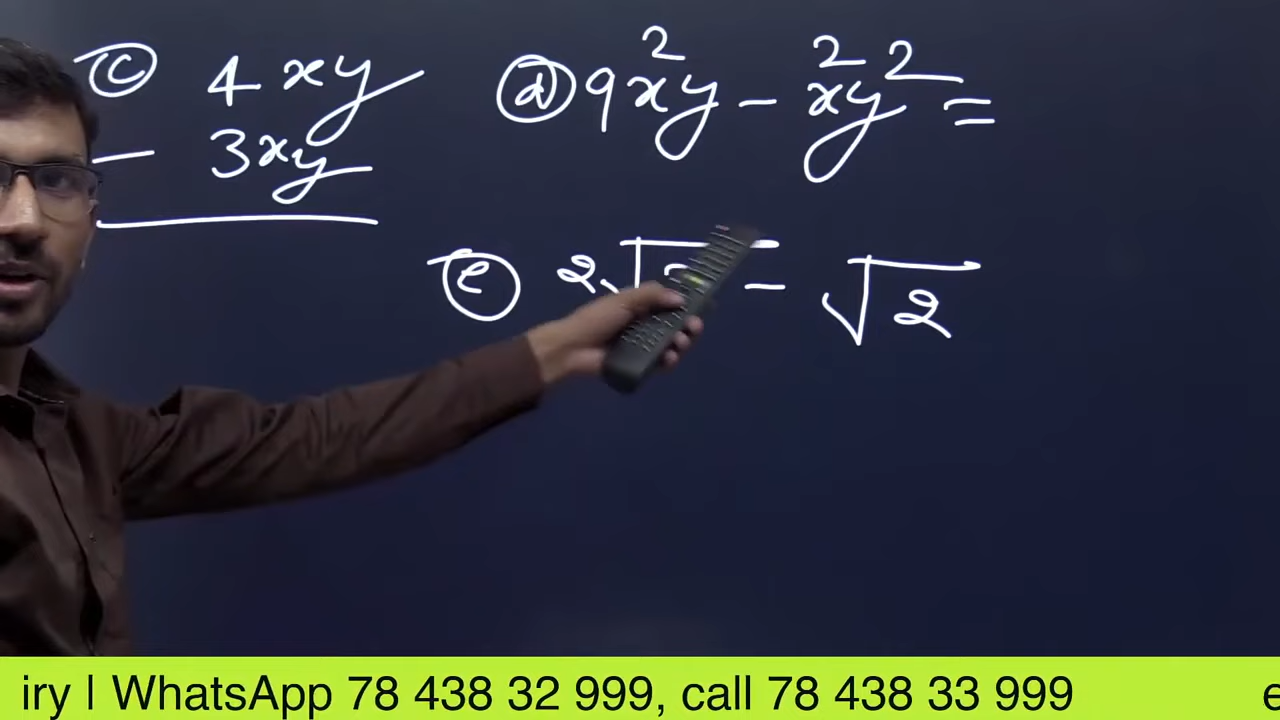 (c) 4xy
- 3xy
(d) 9x²y - x²y² =
(e) 2√ - √2
iry | WhatsApp 78 438 32 999, call 78 438 33 999